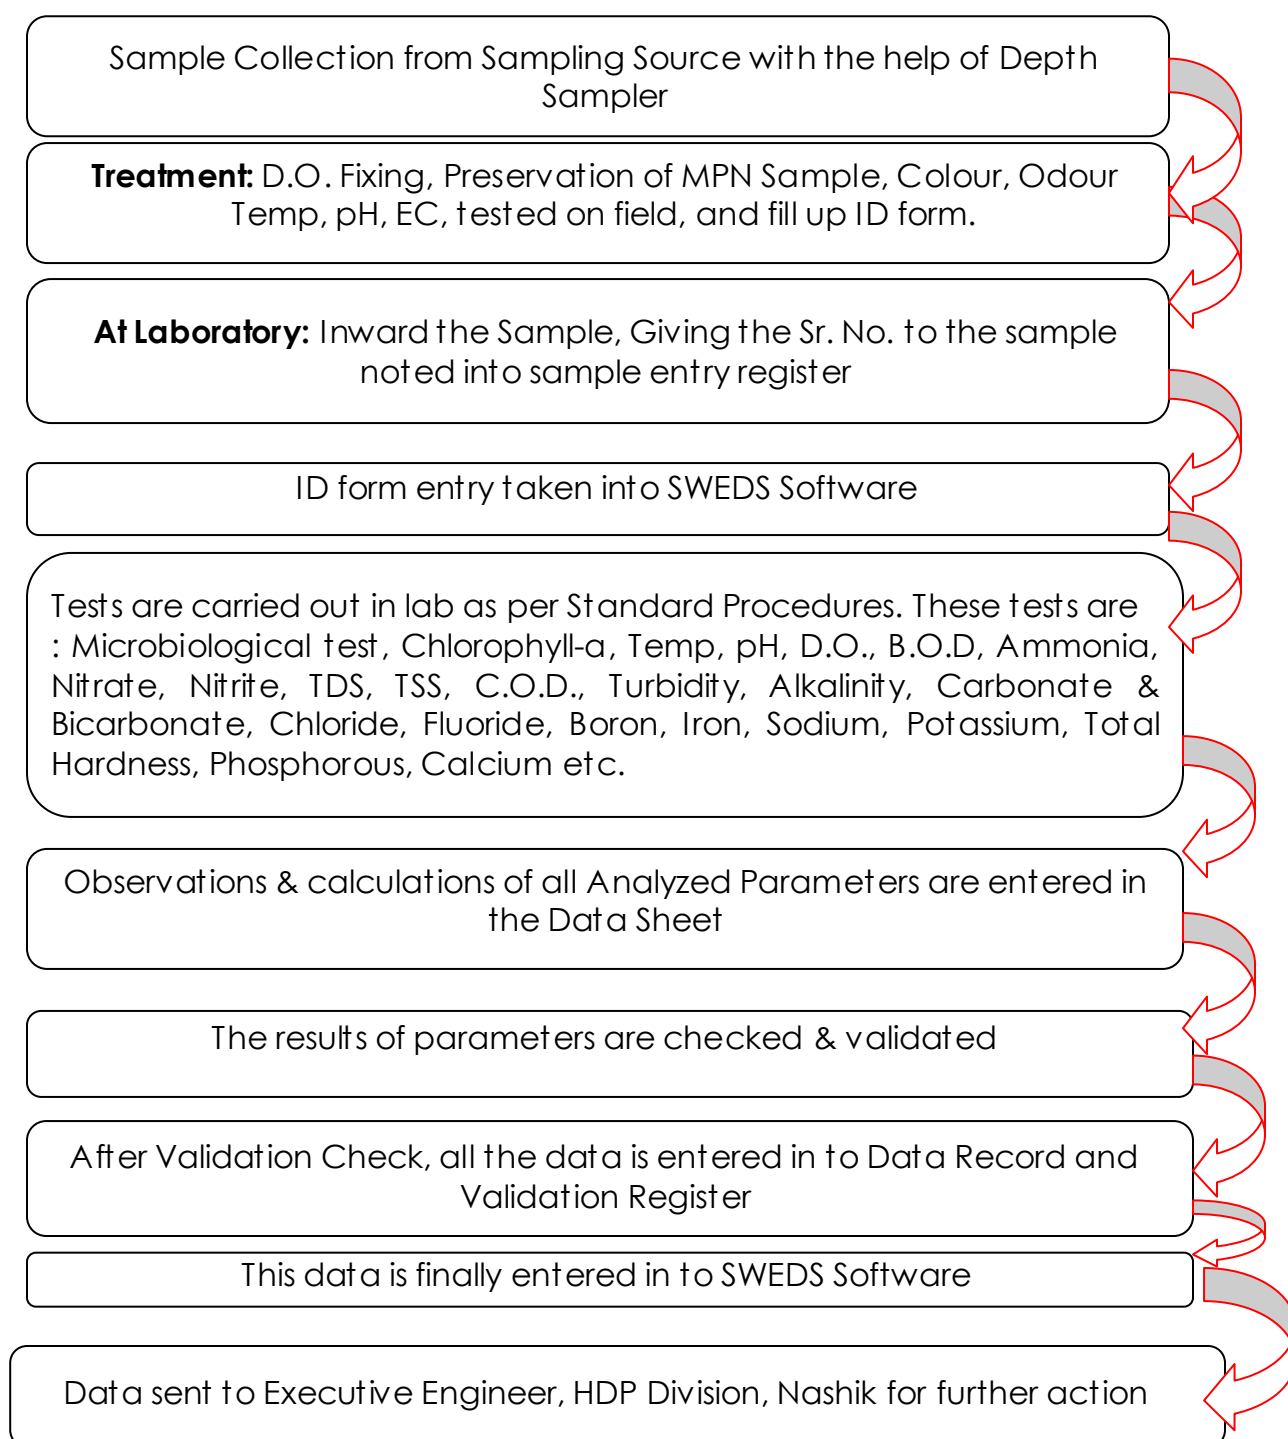 Sample Collection from Sampling Source with the help of Depth
Sampler
Treatment: D.O. Fixing, Preservation of MPN Sample, Colour, Odour
Temp, pH, EC, tested on field, and fill up ID form.
At Laboratory: Inward the Sample, Giving the Sr. No. to the sample
noted into sample entry register
ID form entry taken into SWEDS Software
Tests are carried out in lab as per Standard Procedures. These tests are
: Microbiological test, Chlorophyll-a, Temp, pH, D.O., B.O.D, Ammonia,
Nitrate, Nitrite, TDS, TSS, C.O.D., Turbidity, Alkalinity, Carbonate &
Bicarbonate, Chloride, Fluoride, Boron, Iron, Sodium, Potassium, Total
Hardness, Phosphorous, Calcium etc.
Observations & calculations of all Analyzed Parameters are entered in
the Data Sheet
The results of parameters are checked & validated
After Validation Check, all the data is entered in to Data Record and
Validation Register
This data is finally entered in to SWEDS Software
Data sent to Executive Engineer, HDP Division, Nashik for further action